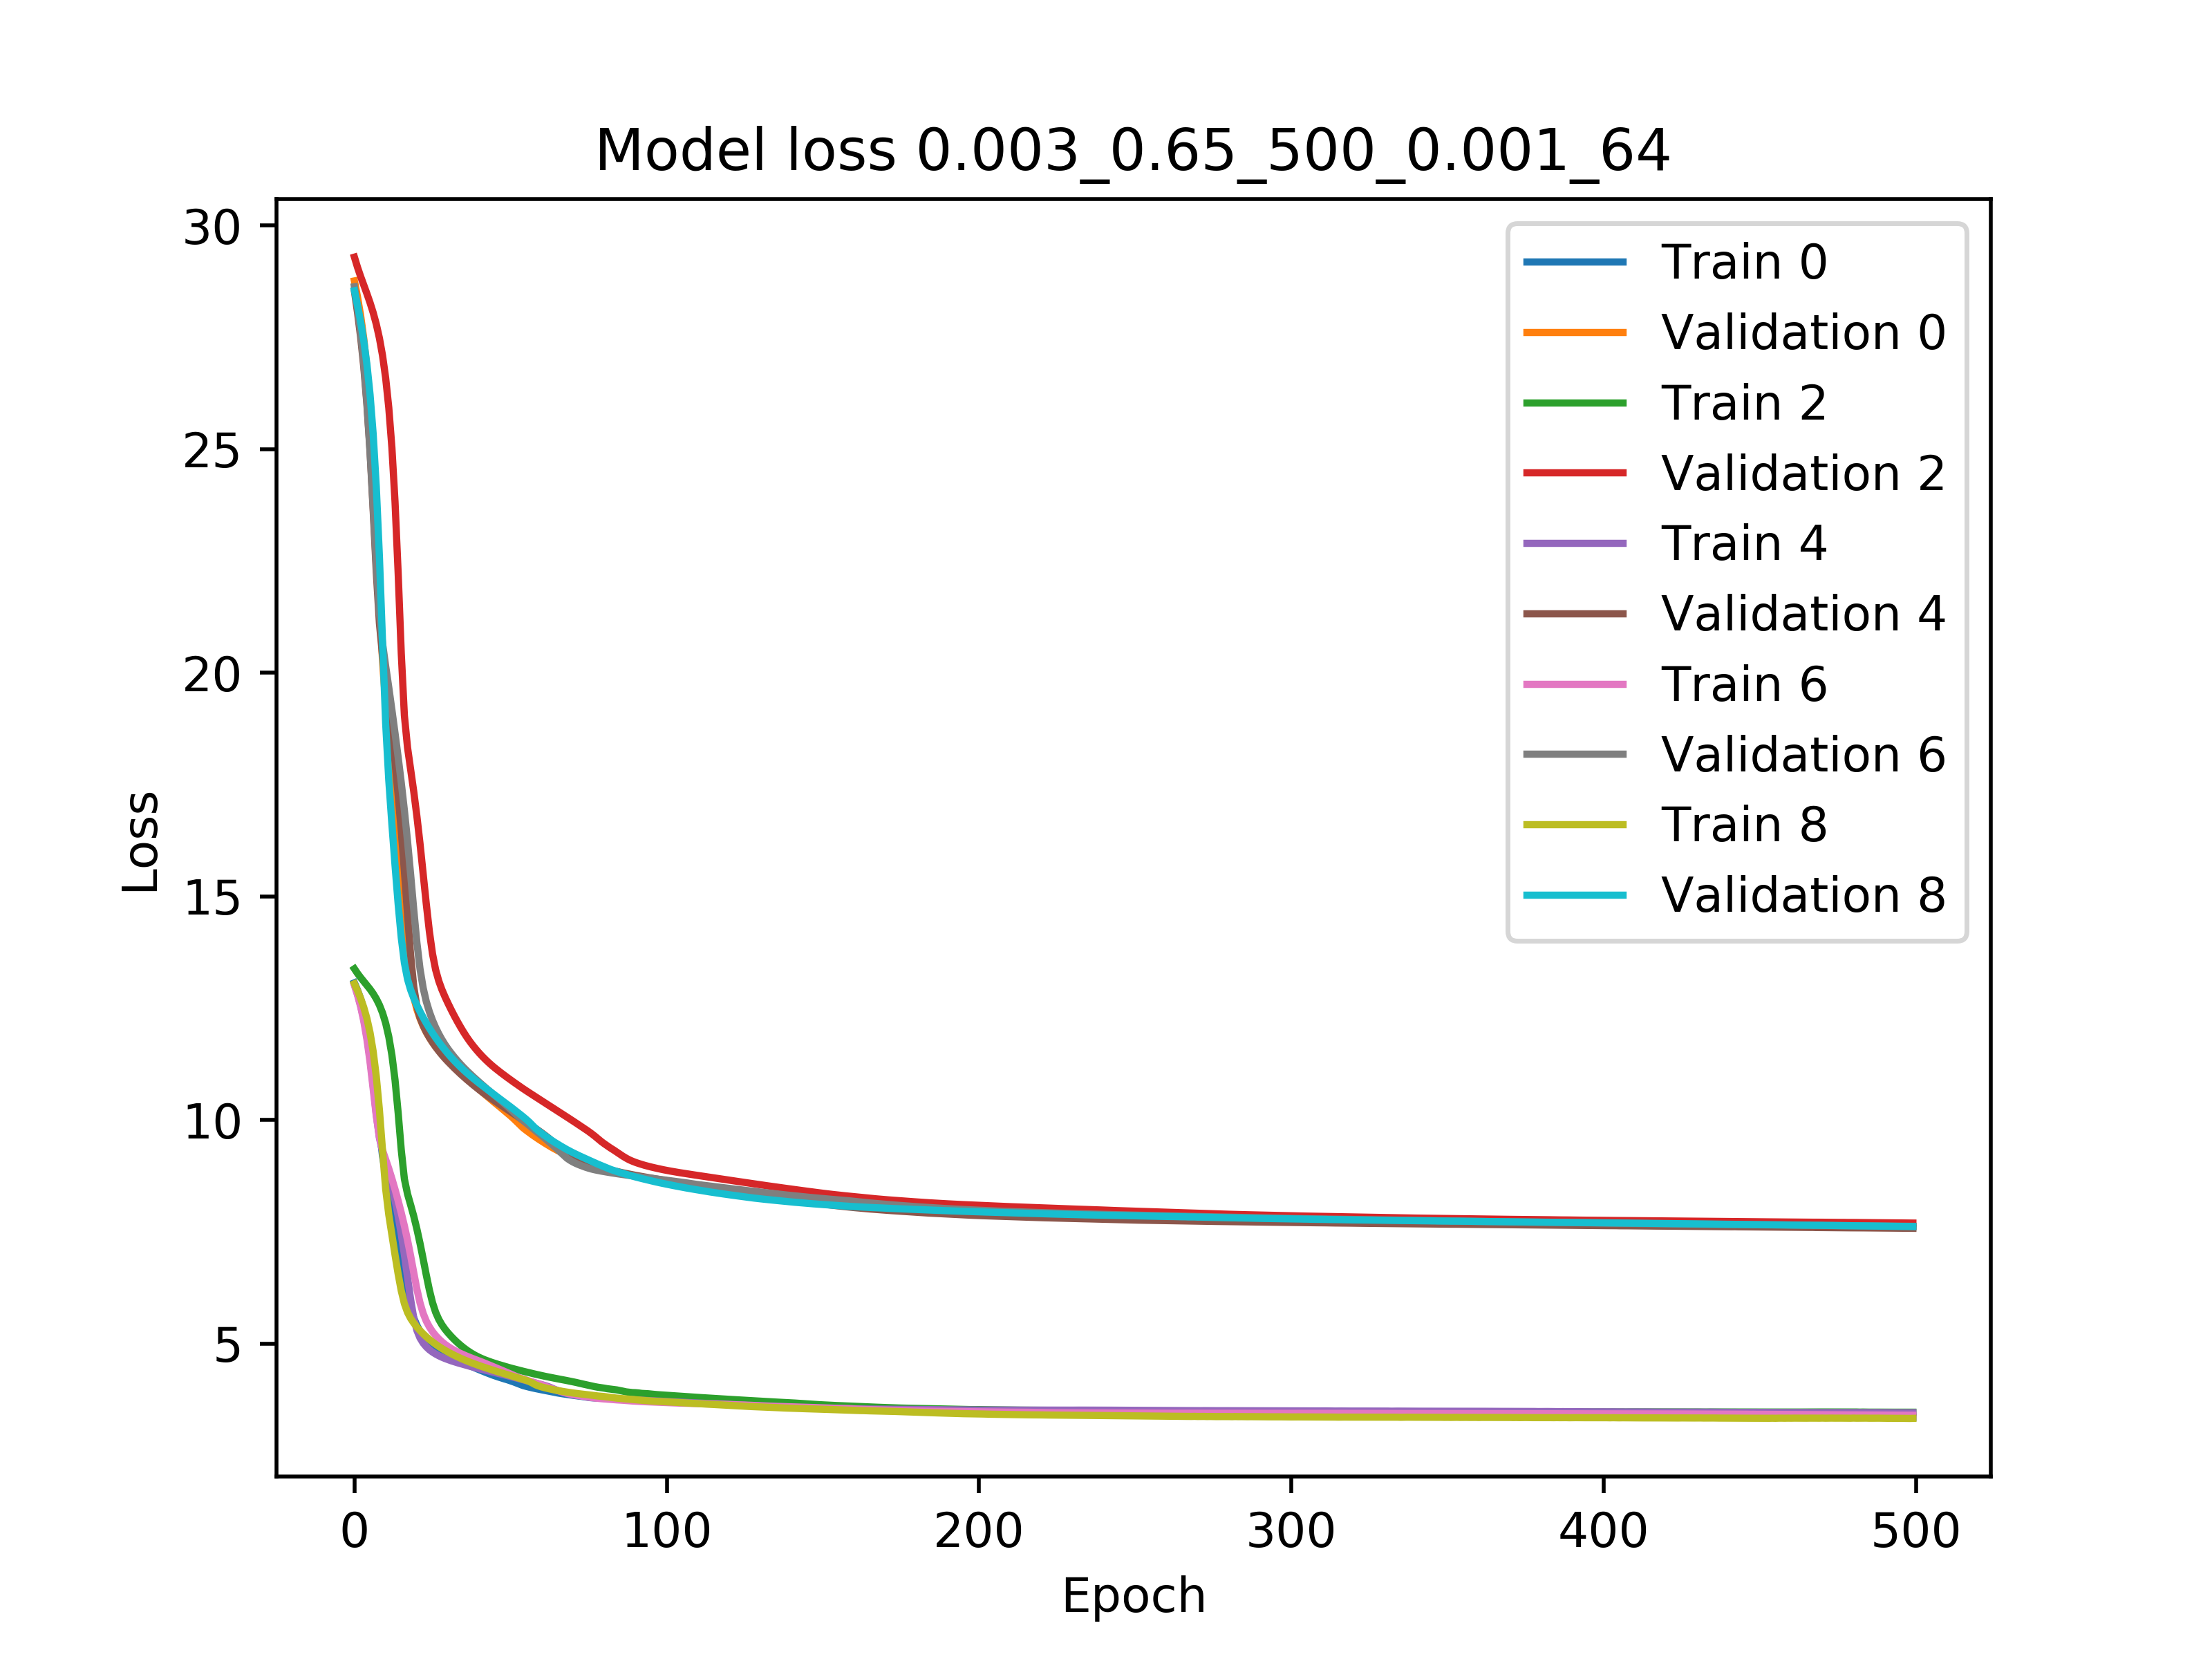 Model loss 0.003_0.65_500_0.001_64
30
25
20
15
10
5
Loss
Train 0
Validation 0
Train 2
Validation 2
Train 4
Validation 4
Train 6
Validation 6
Train 8
Validation 8
0 100 200 300 400 500
Epoch